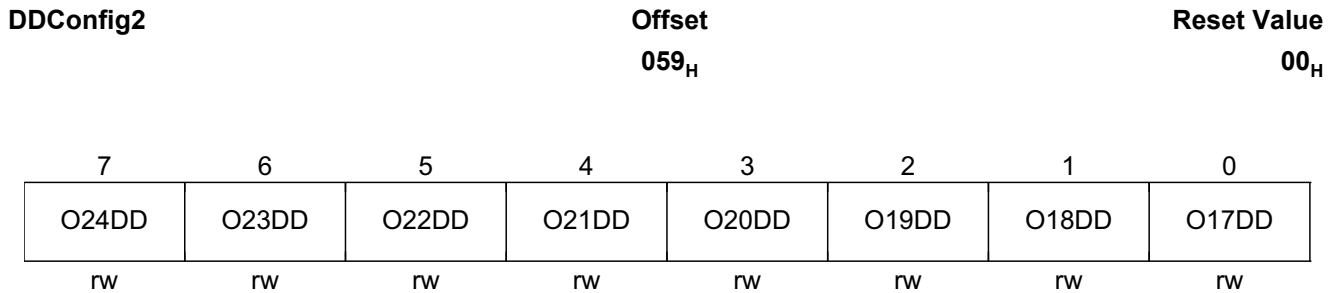 DDConfig2 Offset Reset Value
059H 00H
7 6 5 4 3 2 1 0
O24DD O23DD O22DD O21DD O20DD O19DD O18DD O17DD
rw rw rw rw rw rw rw rw